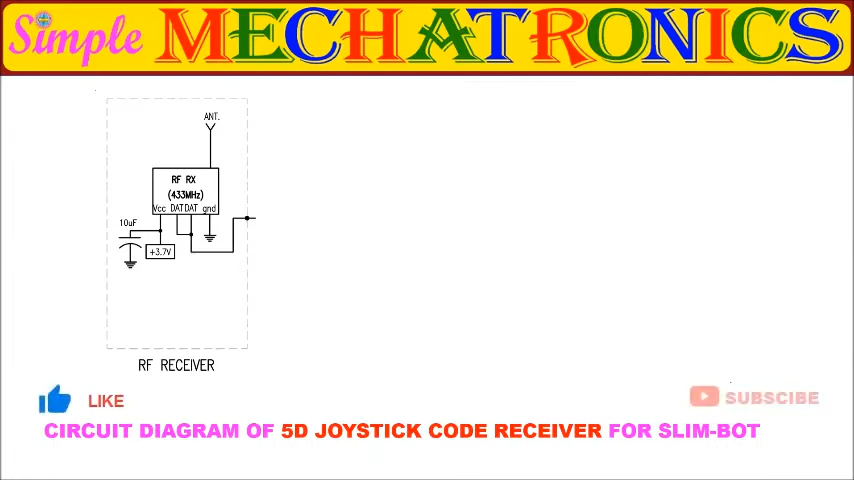 Simple MECHATRONICS
ANT.
RF RX
(433MHz)
Vcc DAT DAT gnd
10uF
+3.7V
RF RECEIVER
LIKE
SUBSCIBE
CIRCUIT DIAGRAM OF 5D JOYSTICK CODE RECEIVER FOR SLIM-BOT